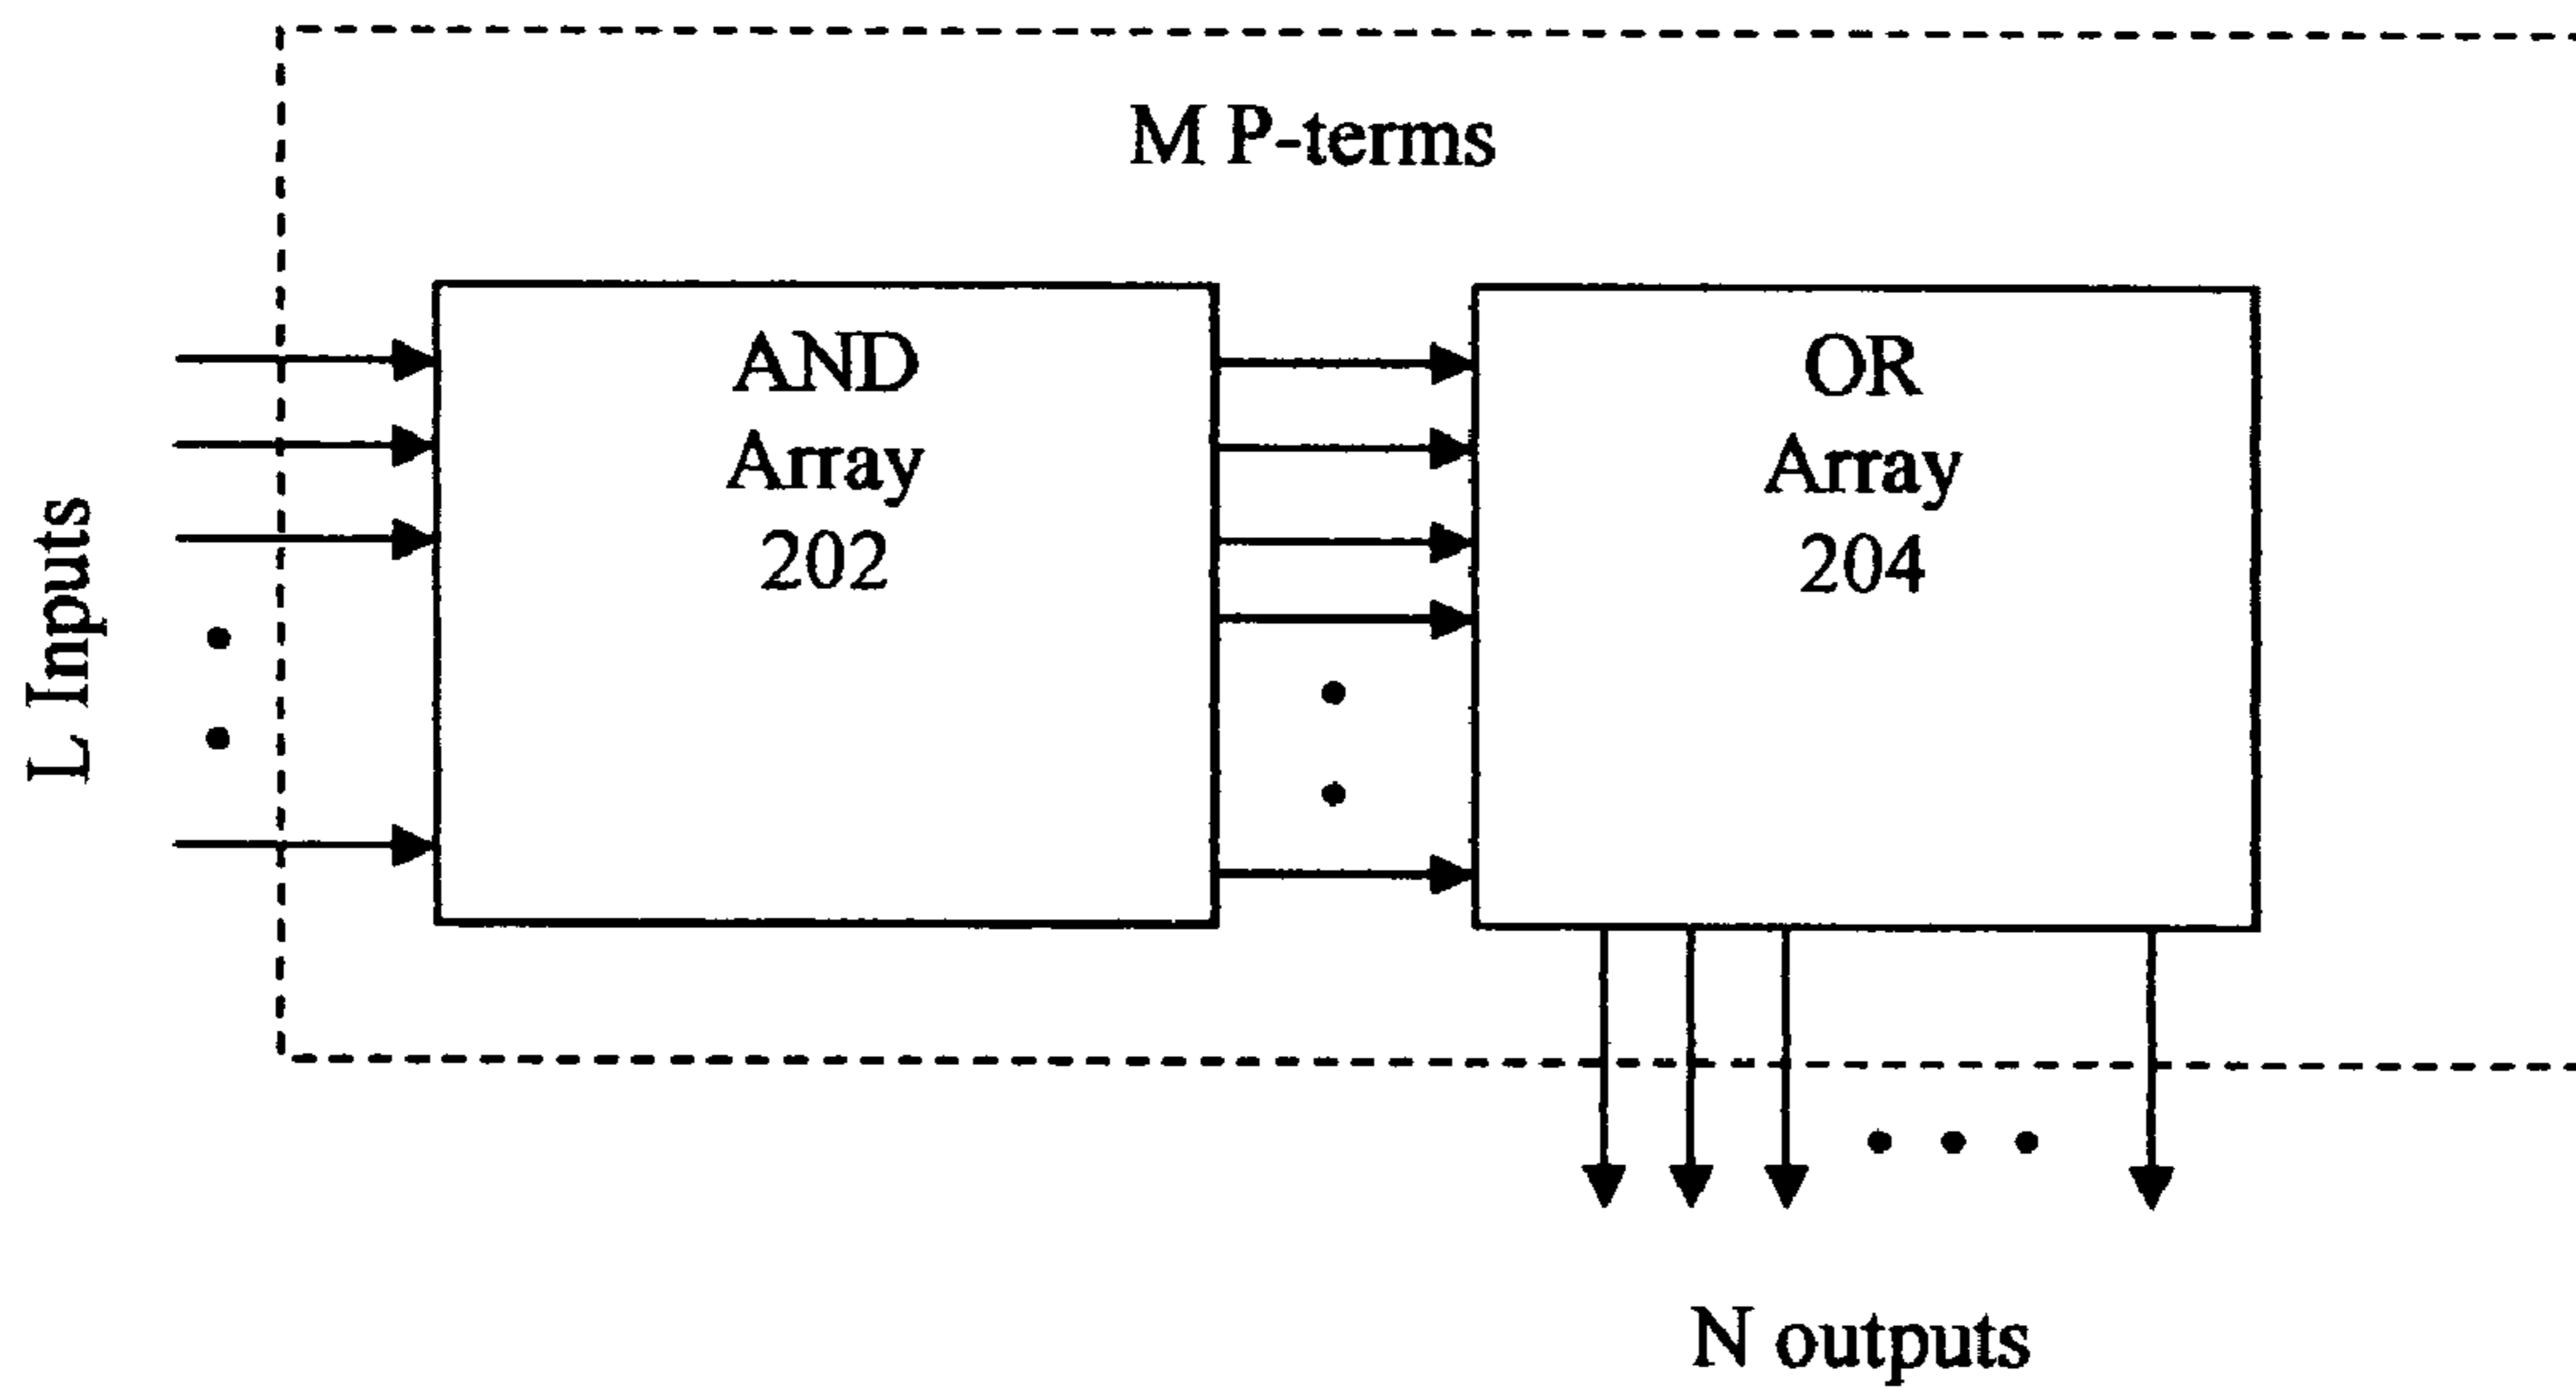 M P-terms
L Inputs
AND
Array
202
OR
Array
204
N outputs